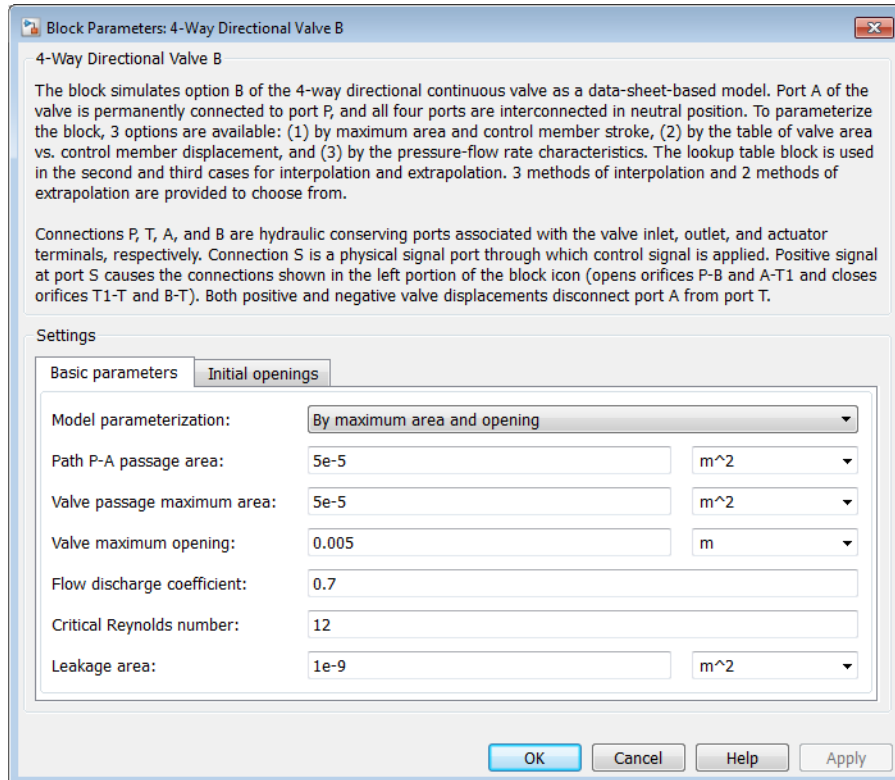 Block Parameters: 4-Way Directional Valve B
4-Way Directional Valve B
The block simulates option B of the 4-way directional continuous valve as a data-sheet-based model. Port A of the
valve is permanently connected to port P, and all four ports are interconnected in neutral position. To parameterize
the block, 3 options are available: (1) by maximum area and control member stroke, (2) by the table of valve area
vs. control member displacement, and (3) by the pressure-flow rate characteristics. The lookup table block is used
in the second and third cases for interpolation and extrapolation. 3 methods of interpolation and 2 methods of
extrapolation are provided to choose from.
Connections P, T, A, and B are hydraulic conserving ports associated with the valve inlet, outlet, and actuator
terminals, respectively. Connection S is a physical signal port through which control signal is applied. Positive signal
at port S causes the connections shown in the left portion of the block icon (opens orifices P-B and A-T1 and closes
orifices T1-T and B-T). Both positive and negative valve displacements disconnect port A from port T.
Settings
Basic parameters Initial openings
Model parameterization: By maximum area and opening
Path P-A passage area: 5e-5 m^2
Valve passage maximum area: 5e-5 m^2
Valve maximum opening: 0.005 m
Flow discharge coefficient: 0.7
Critical Reynolds number: 12
Leakage area: 1e-9 m^2
OK Cancel Help Apply